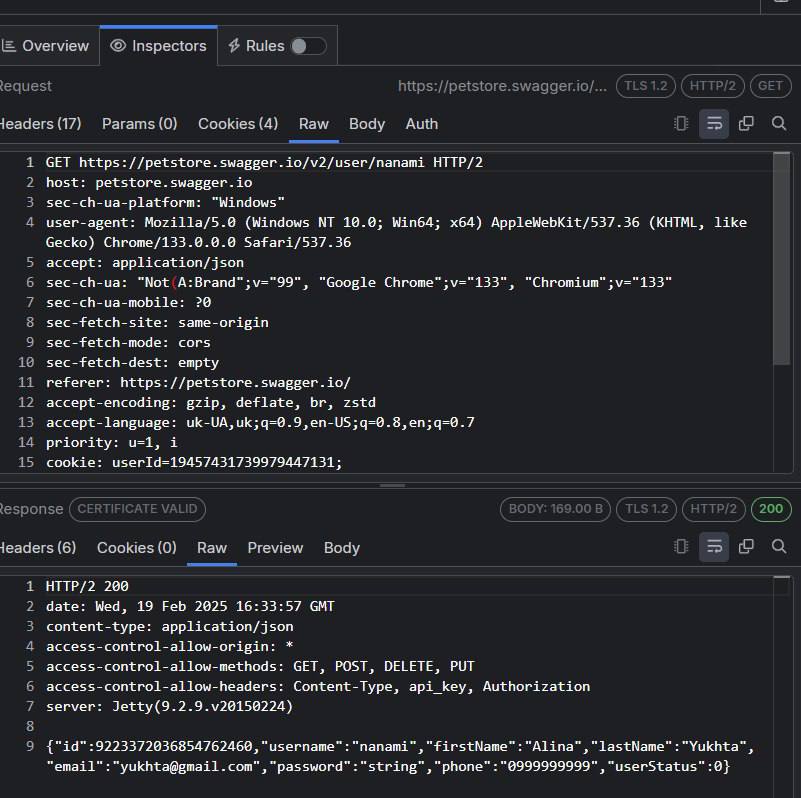 Overview Inspectors Rules
Request https://petstore.swagger.io/... TLS 1.2 HTTP/2 GET
Headers (17) Params (0) Cookies (4) Raw Body Auth
1 GET https://petstore.swagger.io/v2/user/nanami HTTP/2
2 host: petstore.swagger.io
3 sec-ch-ua-platform: "Windows"
4 user-agent: Mozilla/5.0 (Windows NT 10.0; Win64; x64) AppleWebKit/537.36 (KHTML, like
Gecko) Chrome/133.0.0.0 Safari/537.36
5 accept: application/json
6 sec-ch-ua: "Not(A:Brand";v="99", "Google Chrome";v="133", "Chromium";v="133"
7 sec-ch-ua-mobile: ?0
8 sec-fetch-site: same-origin
9 sec-fetch-mode: cors
10 sec-fetch-dest: empty
11 referer: https://petstore.swagger.io/
12 accept-encoding: gzip, deflate, br, zstd
13 accept-language: uk-UA,uk;q=0.9,en-US;q=0.8,en;q=0.7
14 priority: u=1, i
15 cookie: userId=19457431739979447131;
Response CERTIFICATE VALID BODY: 169.00 B TLS 1.2 HTTP/2 200
Headers (6) Cookies (0) Raw Preview Body
1 HTTP/2 200
2 date: Wed, 19 Feb 2025 16:33:57 GMT
3 content-type: application/json
4 access-control-allow-origin: *
5 access-control-allow-methods: GET, POST, DELETE, PUT
6 access-control-allow-headers: Content-Type, api_key, Authorization
7 server: Jetty(9.2.9.v20150224)
8
9 {"id":9223372036854762460,"username":"nanami","firstName":"Alina","lastName":"Yukhta",
"email":"yukhta@gmail.com","password":"string","phone":"0999999999","userStatus":0}